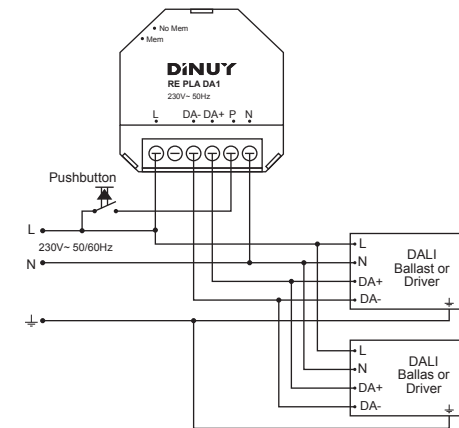 No Mem
Mem
DiNUY
RE PLA DA1
230V~ 50Hz
L DA- DA+ P N
Pushbutton
L
230V~ 50/60Hz
N
L
N
DA+
DA-
DALI
Ballast or
Driver
L
N
DA+
DA-
DALI
Ballas or
Driver